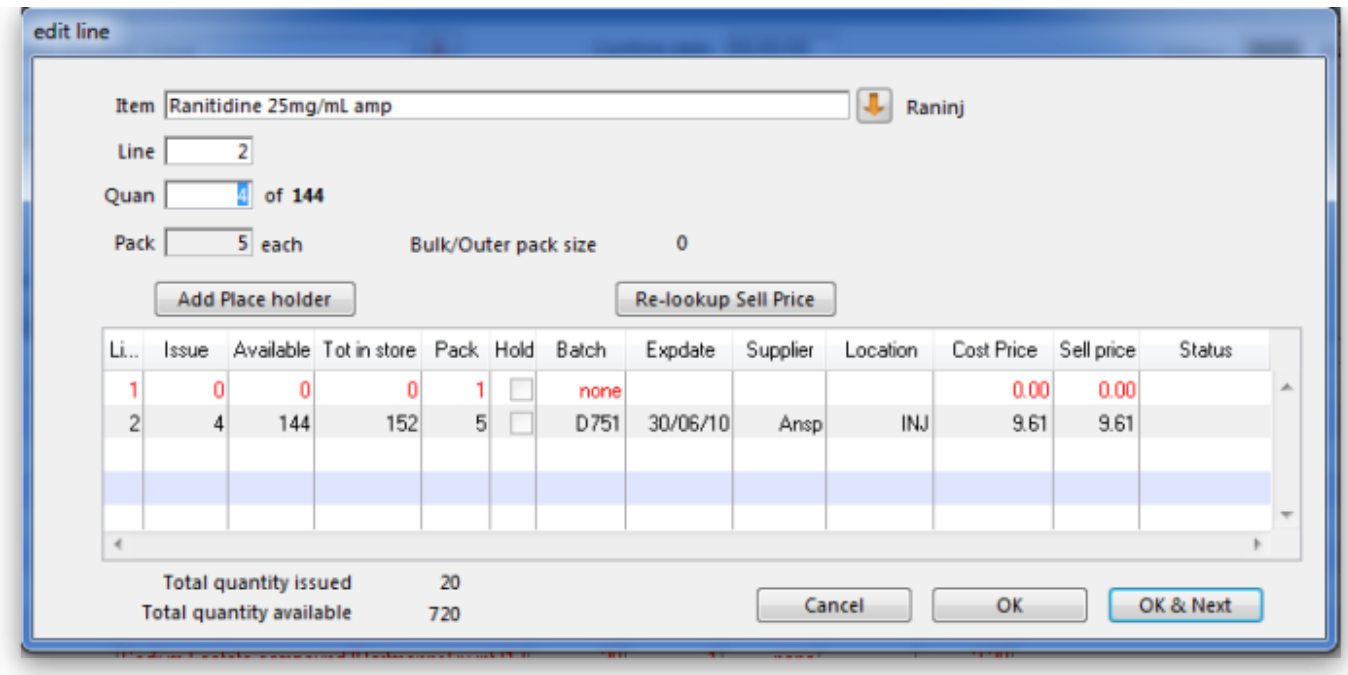 edit line
Item Ranitidine 25mg/mL amp Raninj
Line 2
Quan 4 of 144
Pack 5 each Bulk/Outer pack size 0
Add Place holder Re-lookup Sell Price
Li... Issue Available Tot in store Pack Hold Batch Expdate Supplier Location Cost Price Sell price Status
1 0 0 0 1 none 0.00 0.00
2 4 144 152 5 D751 30/06/10 Ansp INJ 9.61 9.61
Total quantity issued 20
Total quantity available 720
Cancel OK OK & Next